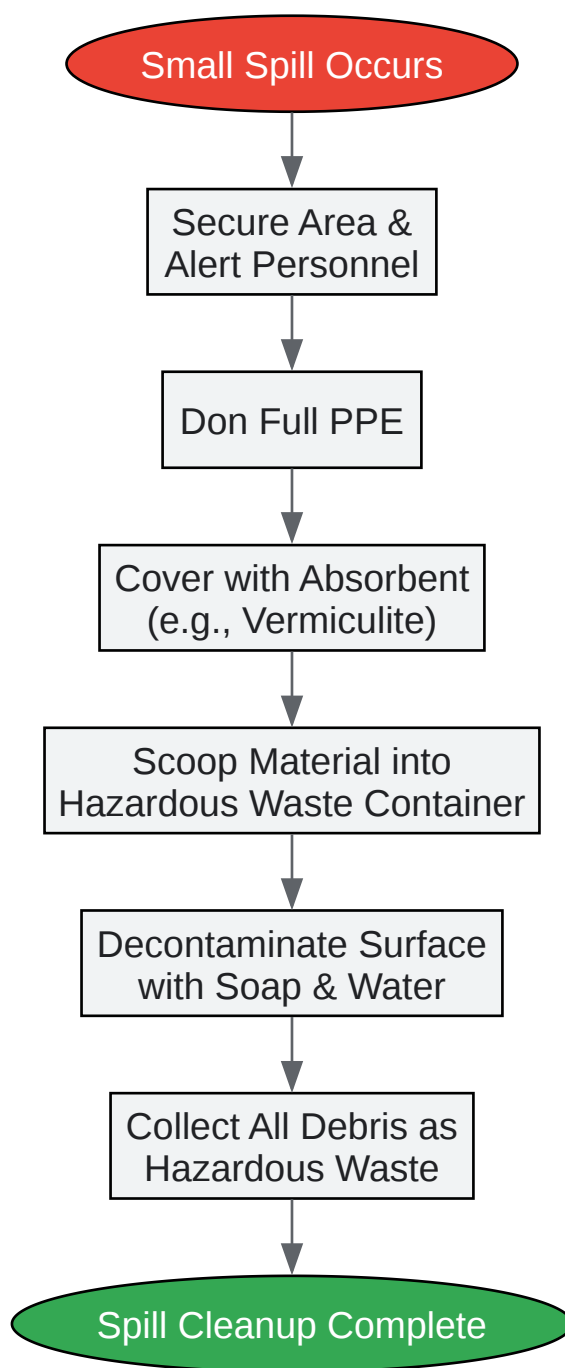 Small Spill Occurs
Secure Area &
Alert Personnel
Don Full PPE
Cover with Absorbent
(e.g., Vermiculite)
Scoop Material into
Hazardous Waste Container
Decontaminate Surface
with Soap & Water
Collect All Debris as
Hazardous Waste
Spill Cleanup Complete